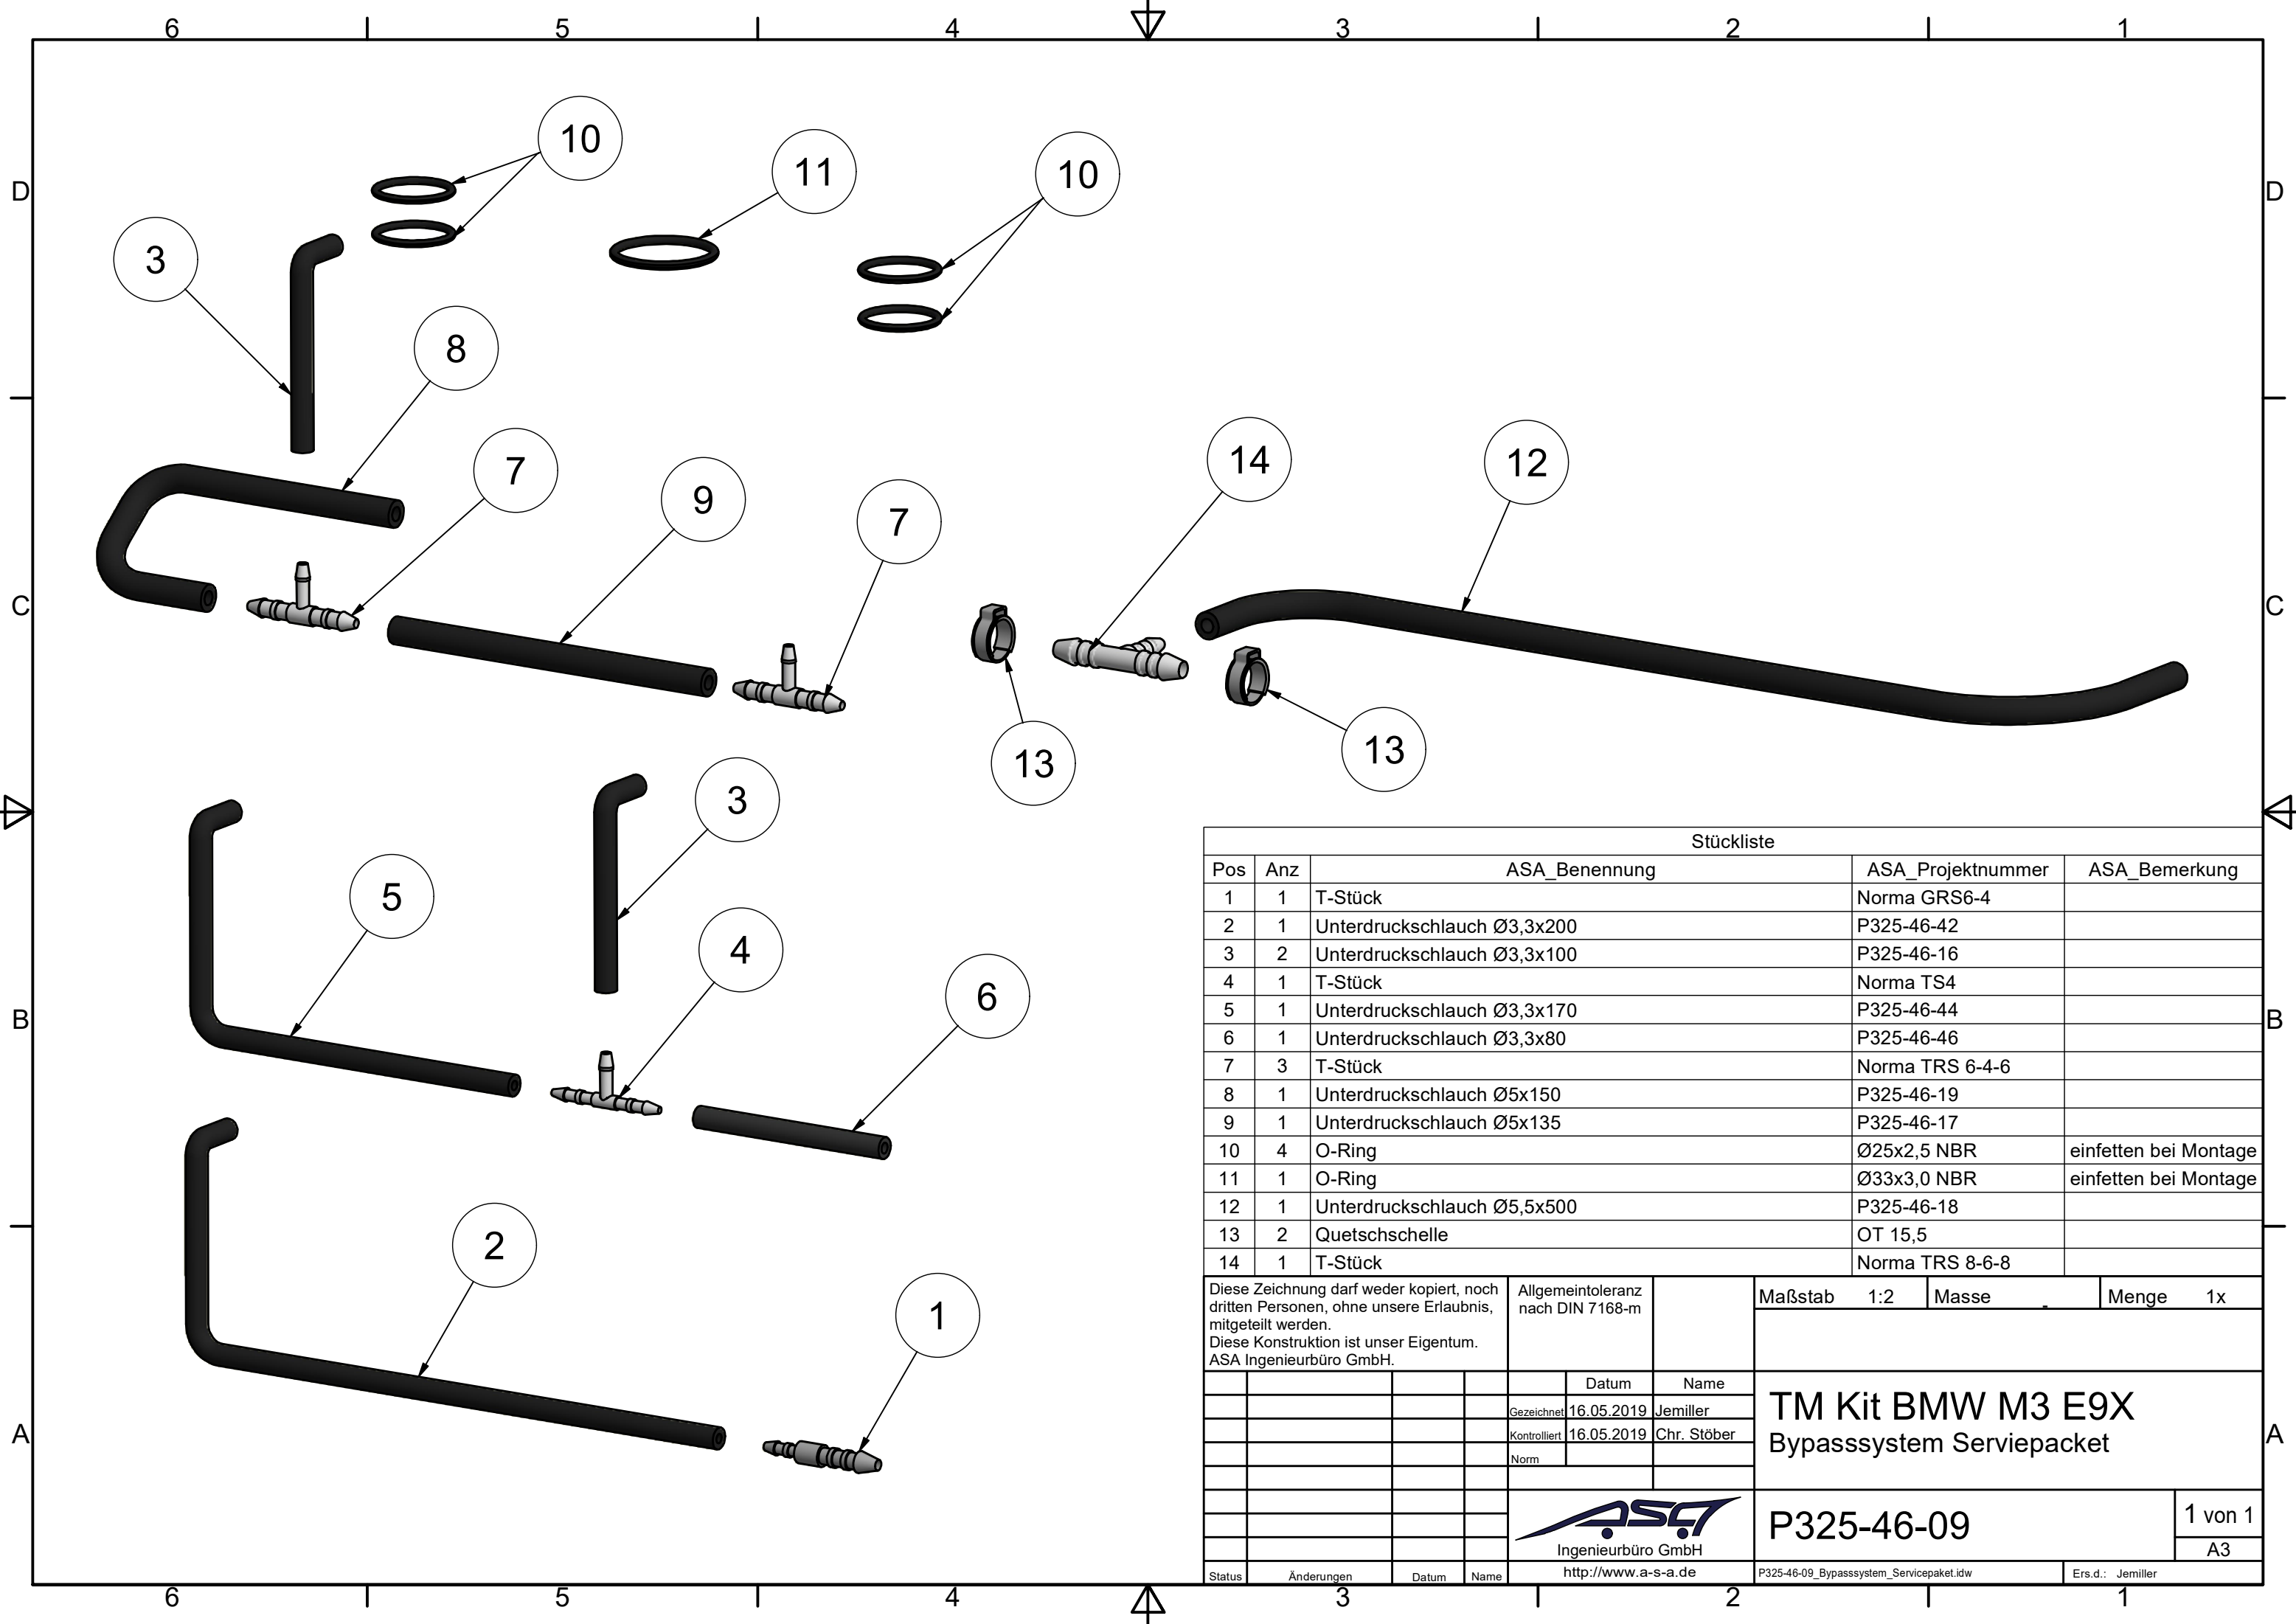 6 5 4 3 2 1
10
11
10
D D
3
8
14
12
7
9
7
C C
13
13
3
5
4
6
B B
2
1
A A
Stückliste
Pos Anz ASA_Benennung ASA_Projektnummer ASA_Bemerkung
1 1 T-Stück Norma GRS6-4
2 1 Unterdruckschlauch Ø3,3x200 P325-46-42
3 2 Unterdruckschlauch Ø3,3x100 P325-46-16
4 1 T-Stück Norma TS4
5 1 Unterdruckschlauch Ø3,3x170 P325-46-44
6 1 Unterdruckschlauch Ø3,3x80 P325-46-46
7 3 T-Stück Norma TRS 6-4-6
8 1 Unterdruckschlauch Ø5x150 P325-46-19
9 1 Unterdruckschlauch Ø5x135 P325-46-17
10 4 O-Ring Ø25x2,5 NBR einfetten bei Montage
11 1 O-Ring Ø33x3,0 NBR einfetten bei Montage
12 1 Unterdruckschlauch Ø5,5x500 P325-46-18
13 2 Quetschschelle OT 15,5
14 1 T-Stück Norma TRS 8-6-8
Diese Zeichnung darf weder kopiert, noch
dritten Personen, ohne unsere Erlaubnis,
mitgeteilt werden.
Diese Konstruktion ist unser Eigentum.
ASA Ingenieurbüro GmbH.
Allgemeintoleranz
nach DIN 7168-m
Maßstab 1:2 Masse - Menge 1x
Datum Name
Gezeichnet 16.05.2019 Jemiller
Kontrolliert 16.05.2019 Chr. Stöber
Norm
TM Kit BMW M3 E9X
Bypasssystem Serviepacket
ASA
Ingenieurbüro GmbH
http://www.a-s-a.de
P325-46-09
1 von 1
A3
Status Änderungen Datum Name
P325-46-09_Bypasssystem_Servicepaket.idw
Ers.d.: Jemiller
6 5 3 2 1